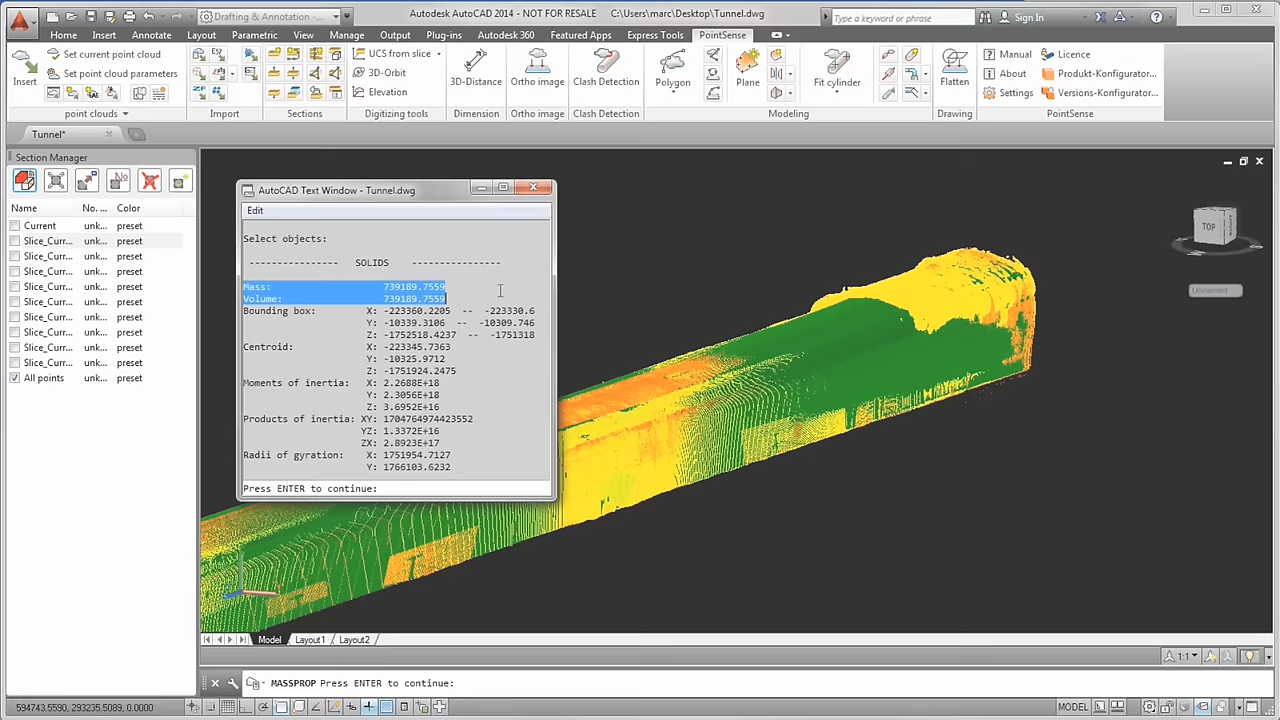 Drafting & Annotation
Autodesk AutoCAD 2014 - NOT FOR RESALE
C:\Users\marc\Desktop\Tunnel.dwg
Type a keyword or phrase
Sign In
Home Insert Annotate Layout Parametric View Manage Output Plug-ins Autodesk 360 Featured Apps Express Tools PointSense
Insert
Set current point cloud
Set point cloud parameters
UCS from slice
3D-Orbit
Elevation
3D-Distance
Ortho image
Clash Detection
Polygon
Plane
Fit cylinder
Flatten
Manual
About
Settings
Licence
Produkt-Konfigurator...
Versions-Konfigurator...
point clouds
Import
Sections
Digitizing tools
Dimension
Ortho image
Clash Detection
Modeling
Drawing
PointSense
Tunnel*
Section Manager
Name No. ... Color
Current unk... preset
Slice_Curr... unk... preset
Slice_Curr... unk... preset
Slice_Curr... unk... preset
Slice_Curr... unk... preset
Slice_Curr... unk... preset
Slice_Curr... unk... preset
Slice_Curr... unk... preset
Slice_Curr... unk... preset
Slice_Curr... unk... preset
All points unk... preset
AutoCAD Text Window - Tunnel.dwg
Edit
Select objects:
---------------- SOLIDS ----------------
Mass: 739189.7559
Volume: 739189.7559
Bounding box: X: -223360.2205 -- -223330.6
Y: -10339.3106 -- -10309.746
Z: -1752518.4237 -- -1751318
Centroid: X: -223345.7363
Y: -10325.9712
Z: -1751924.2475
Moments of inertia: X: 2.2688E+18
Y: 2.3056E+18
Z: 3.6952E+16
Products of inertia: XY: 1704764974423552
YZ: 1.3372E+16
ZX: 2.8923E+17
Radii of gyration: X: 1751954.7127
Y: 1766103.6232
Press ENTER to continue:
TOP
Unnamed
Model Layout1 Layout2
1:1
MASSPROP Press ENTER to continue:
594743.5590, 293235.5089, 0.0000
MODEL